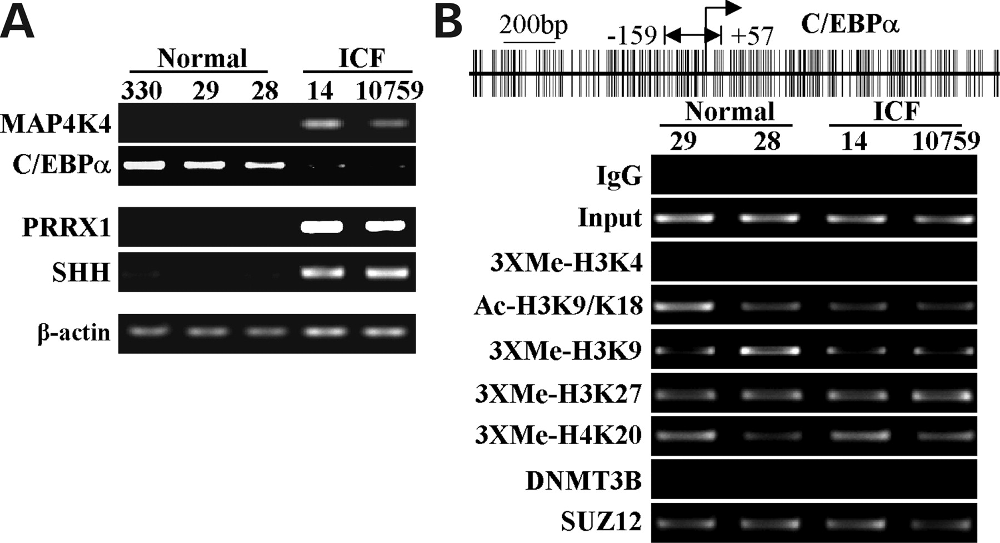 A
Normal ICF
330 29 28 14 10759
MAP4K4
C/EBPα
PRRX1
SHH
β-actin
B
200bp -159 +57 C/EBPα
Normal ICF
29 28 14 10759
IgG
Input
3XMe-H3K4
Ac-H3K9/K18
3XMe-H3K9
3XMe-H3K27
3XMe-H4K20
DNMT3B
SUZ12